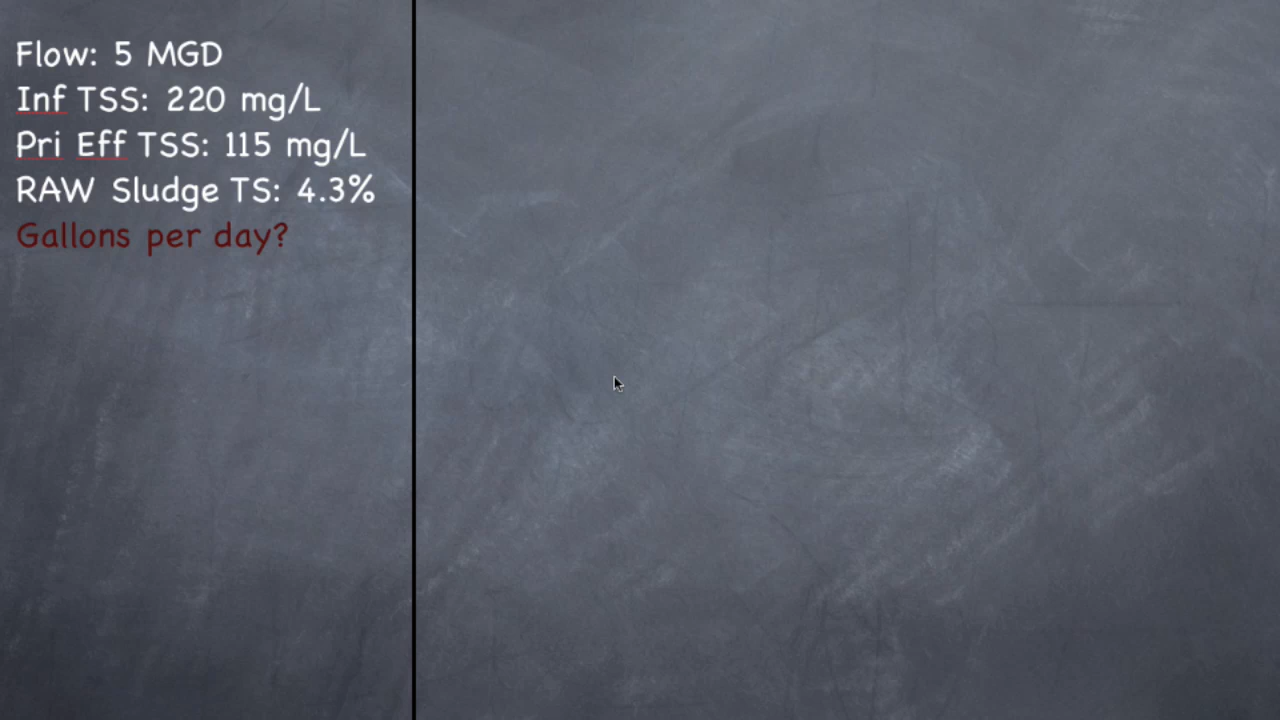 Flow: 5 MGD
Inf TSS: 220 mg/L
Pri Eff TSS: 115 mg/L
RAW Sludge TS: 4.3%
Gallons per day?